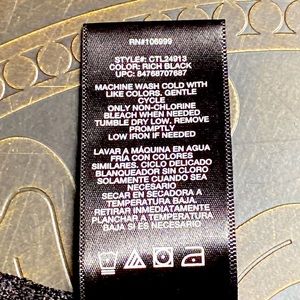 RN#106999
STYLE#: CTL24913
COLOR: RICH BLACK
UPC: 84768707687
MACHINE WASH COLD WITH
LIKE COLORS. GENTLE
CYCLE
ONLY NON-CHLORINE
BLEACH WHEN NEEDED
TUMBLE DRY LOW. REMOVE
PROMPTLY
LOW IRON IF NEEDED
LAVAR A MÁQUINA EN AGUA
FRÍA CON COLORES
SIMILARES. CICLO DELICADO
BLANQUEADOR SIN CLORO
SOLAMENTE CUANDO SEA
NECESARIO
SECAR EN SECADORA A
TEMPERATURA BAJA.
RETIRAR INMEDIATAMENTE
PLANCHAR A TEMPERATURA
BAJA SI ES NECESARIO